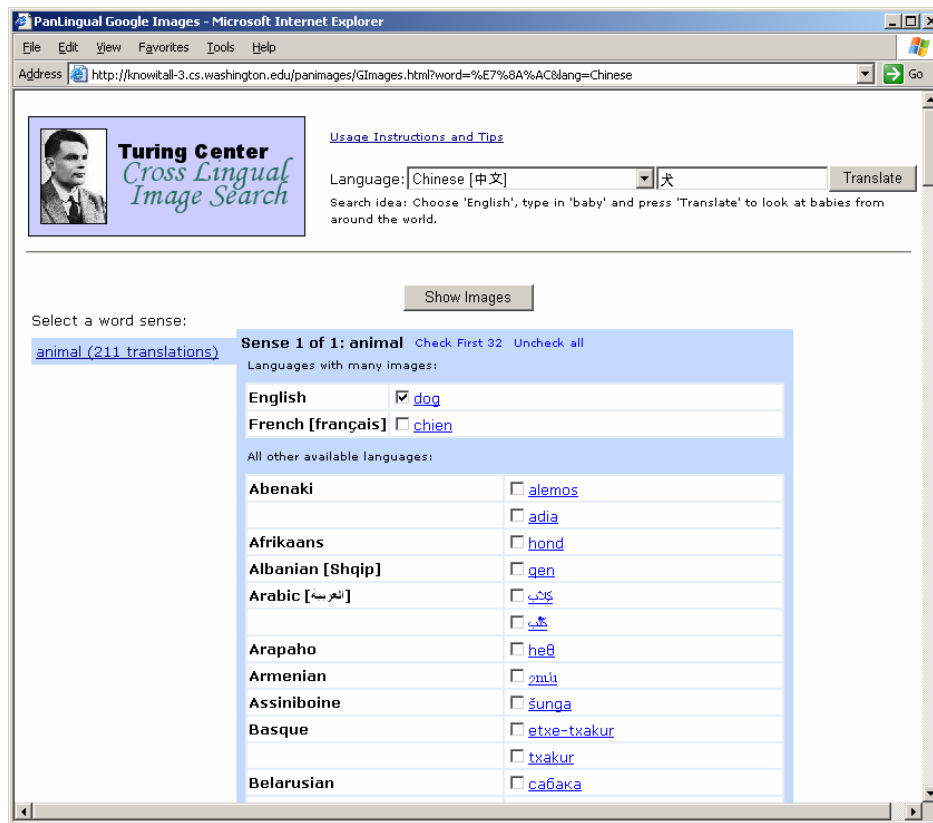 PanLingual Google Images - Microsoft Internet Explorer
File Edit View Favorites Tools Help
Address http://knowitall-3.cs.washington.edu/panimages/GImages.html?word=%E7%8A%AC&lang=Chinese Go
Turing Center
Cross Lingual
Image Search
Usage Instructions and Tips
Language: Chinese [中文] 犬 Translate
Search idea: Choose 'English', type in 'baby' and press 'Translate' to look at babies from
around the world.
Show Images
Select a word sense:
animal (211 translations)
Sense 1 of 1: animal Check First 32 Uncheck all
Languages with many images:
English dog
French [français] chien
All other available languages:
Abenaki alemos
adia
Afrikaans hond
Albanian [Shqip] qen
Arabic [العربية] كِلاب
كَلْب
Arapaho heθ
Armenian շուն
Assiniboine šunga
Basque etxe-txakur
txakur
Belarusian сабака